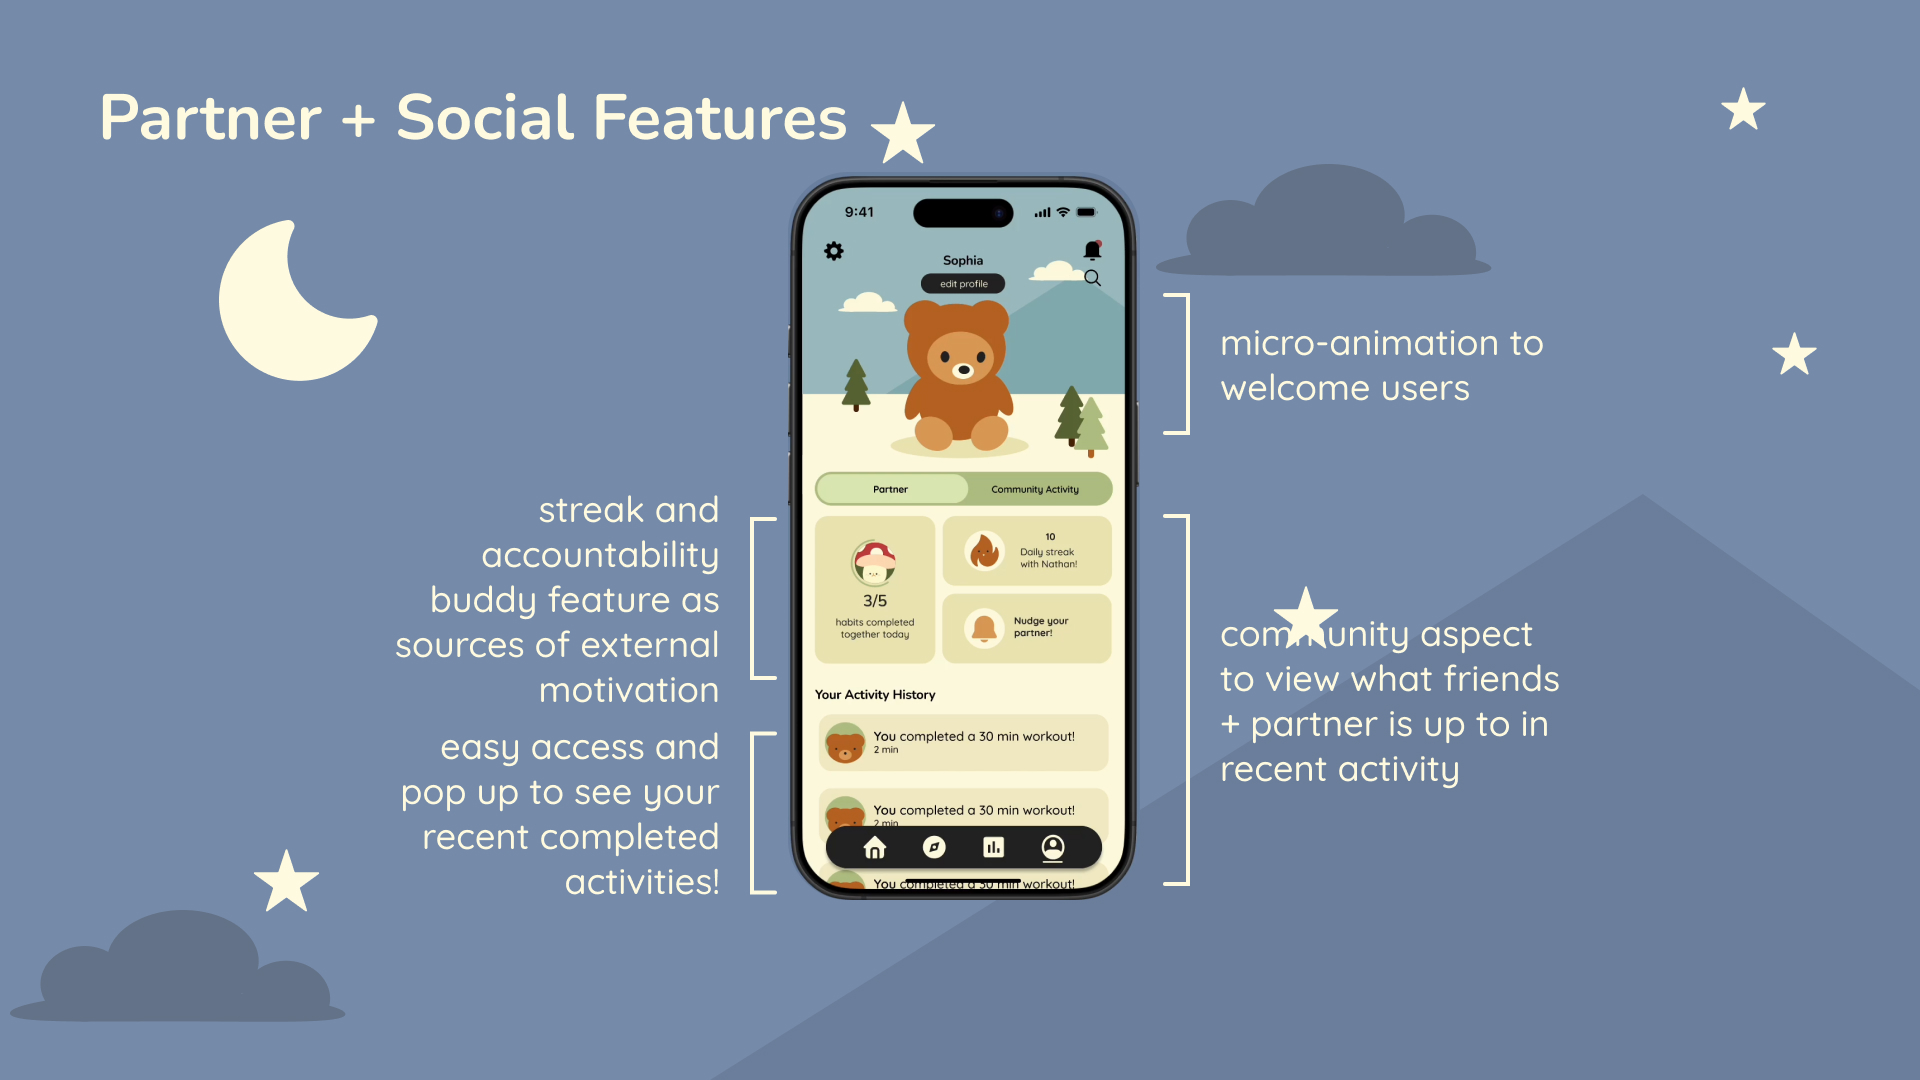 Partner + Social Features
9:41
Sophia
edit profile
micro-animation to
welcome users
streak and
accountability
buddy feature as
sources of external
motivation
Partner
Community Activity
3/5
habits completed
together today
10
Daily streak
with Nathan!
Nudge your
partner!
community aspect
to view what friends
+ partner is up to in
recent activity
Your Activity History
You completed a 30 min workout!
2 min
You completed a 30 min workout!
2 min
You completed a 30 min workout!
easy access and
pop up to see your
recent completed
activities!